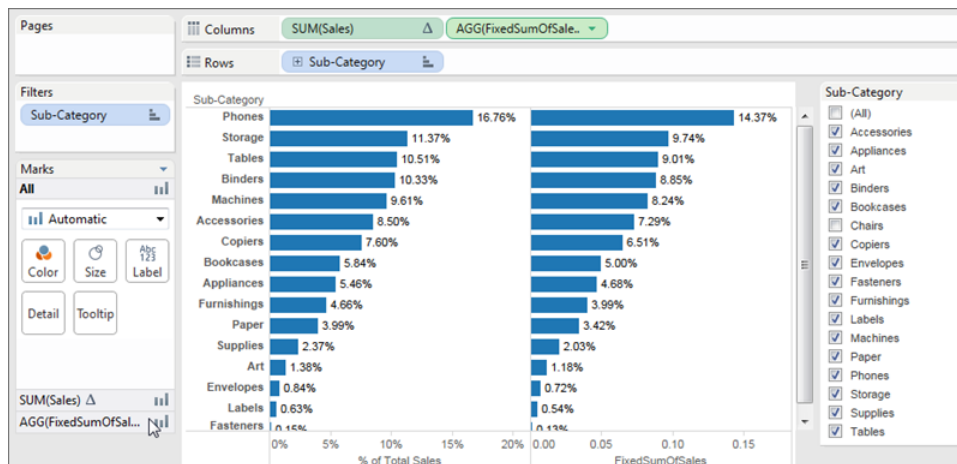 Pages
Columns SUM(Sales) Δ AGG(FixedSumOfSale..
Rows Sub-Category
Filters
Sub-Category
Marks
All
Automatic
Color Size Abc 123 Label
Detail Tooltip
SUM(Sales) Δ
AGG(FixedSumOfSal...
Sub-Category
Phones 16.76% 14.37%
Storage 11.37% 9.74%
Tables 10.51% 9.01%
Binders 10.33% 8.85%
Machines 9.61% 8.24%
Accessories 8.50% 7.29%
Copiers 7.60% 6.51%
Bookcases 5.84% 5.00%
Appliances 5.46% 4.68%
Furnishings 4.66% 3.99%
Paper 3.99% 3.42%
Supplies 2.37% 2.03%
Art 1.38% 1.18%
Envelopes 0.84% 0.72%
Labels 0.63% 0.54%
Fasteners 0.15% 0.13%
0% 5% 10% 15% 20% 0.00 0.05 0.10 0.15
% of Total Sales FixedSumOfSales
Sub-Category
(All)
Accessories
Appliances
Art
Binders
Bookcases
Chairs
Copiers
Envelopes
Fasteners
Furnishings
Labels
Machines
Paper
Phones
Storage
Supplies
Tables